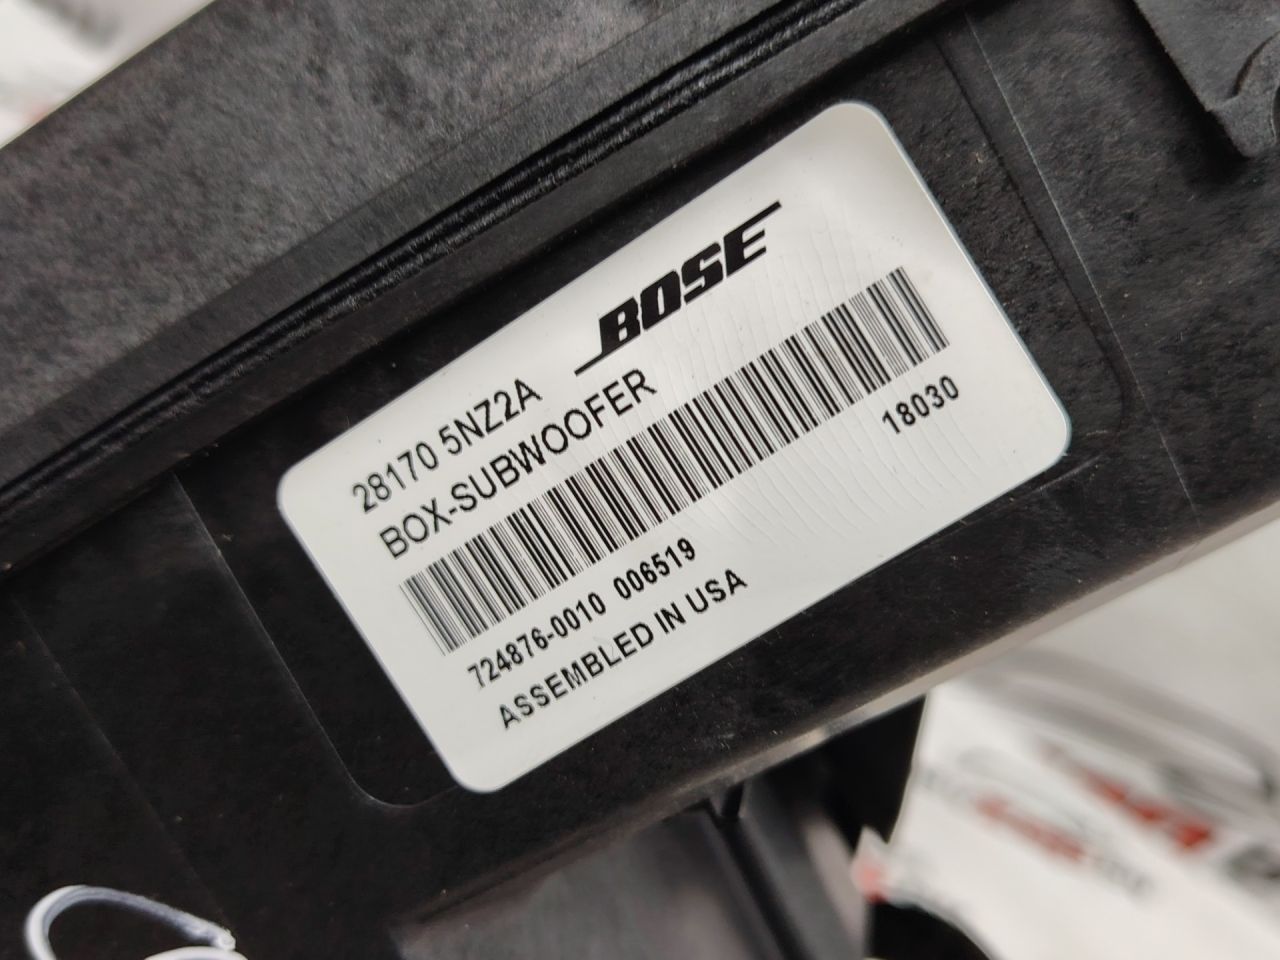 BOSE
28170 5NZ2A
BOX-SUBWOOFER
18030
724876-0010 006519
ASSEMBLED IN USA